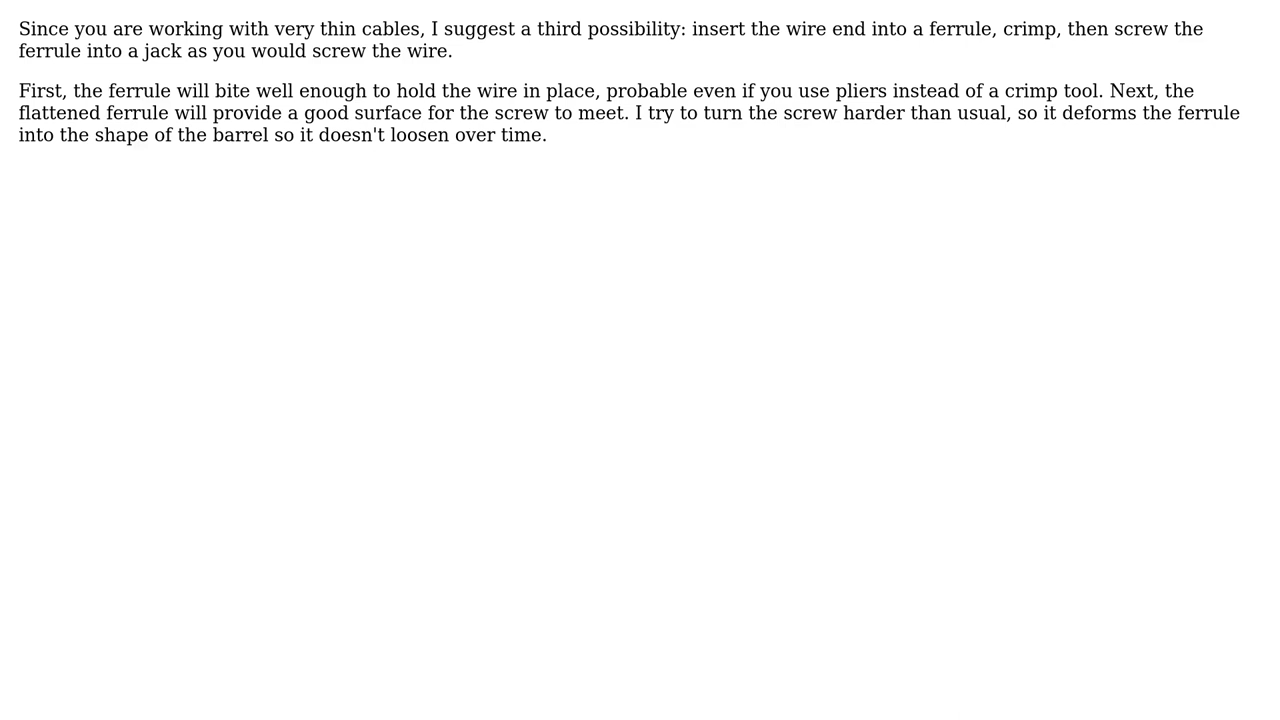 Since you are working with very thin cables, I suggest a third possibility: insert the wire end into a ferrule, crimp, then screw the
ferrule into a jack as you would screw the wire.
First, the ferrule will bite well enough to hold the wire in place, probable even if you use pliers instead of a crimp tool. Next, the
flattened ferrule will provide a good surface for the screw to meet. I try to turn the screw harder than usual, so it deforms the ferrule
into the shape of the barrel so it doesn't loosen over time.